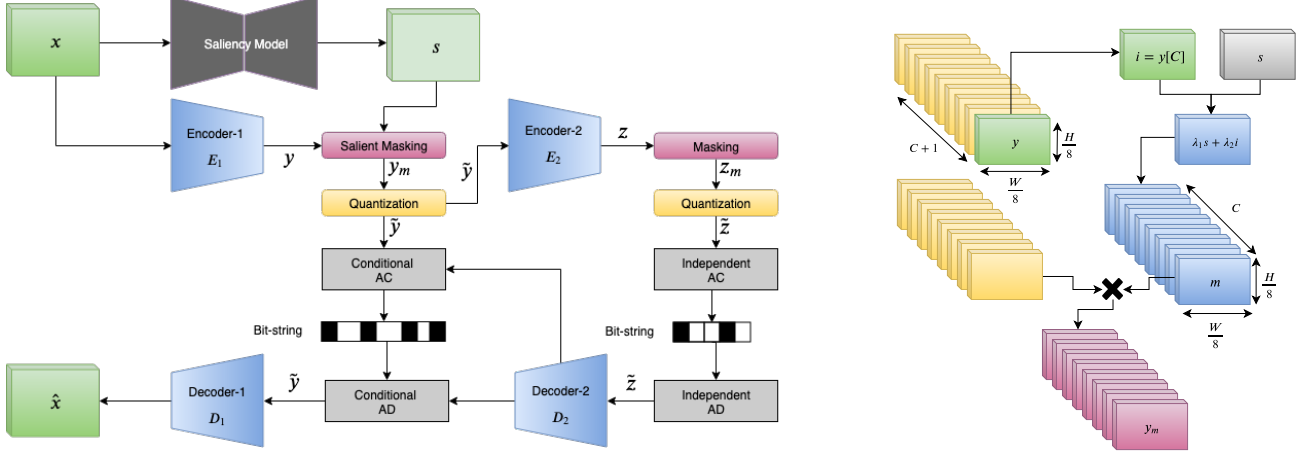 x
Saliency Model
s
Encoder-1
E₁
y
Salient Masking
yₘ
Quantization
ỹ
ỹ
Encoder-2
E₂
z
Masking
zₘ
Quantization
z̃
Conditional
AC
Independent
AC
Bit-string
Bit-string
x̂
Decoder-1
D₁
ỹ
Conditional
AD
Decoder-2
D₂
z̃
Independent
AD
i = y[C]
s
C + 1
y
H/8
W/8
λ₁s + λ₂i
C
m
H/8
W/8
yₘ